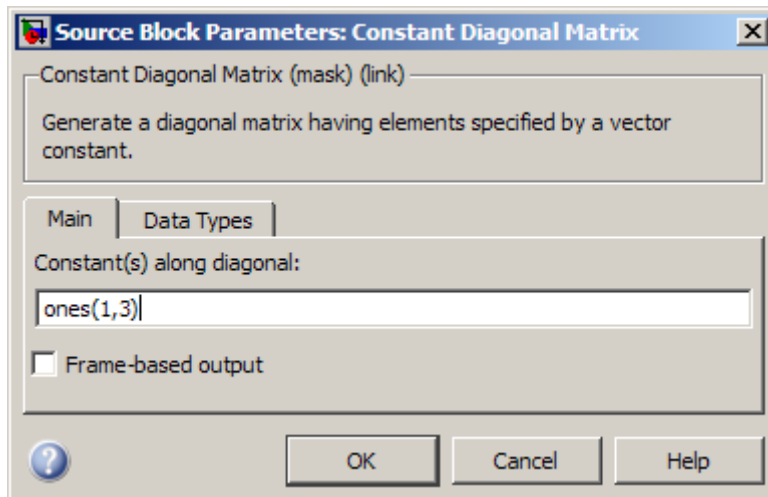 Source Block Parameters: Constant Diagonal Matrix
Constant Diagonal Matrix (mask) (link)
Generate a diagonal matrix having elements specified by a vector
constant.
Main
Data Types
Constant(s) along diagonal:
ones(1,3)
Frame-based output
OK
Cancel
Help